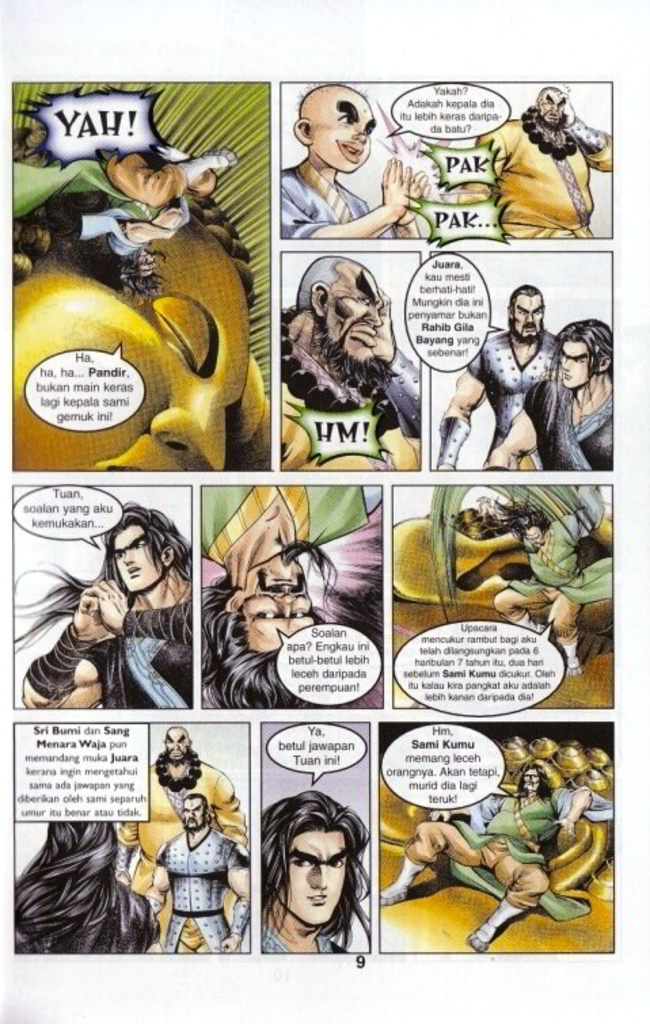 YAH!
Ha,
ha, ha... Pandir,
bukan main keras
lagi kepala sami
gemuk ini!
Yakah?
Adakah kepala dia
itu lebih keras daripa-
da batu?
PAK
PAK...
HM!
Juara,
kau mesti
berhati-hati!
Mungkin dia ini
penyamar bukan
Rahib Gila
Bayang yang
sebenar!
Tuan,
soalan yang aku
kemukakan...
Soalan
apa? Engkau ini
betul-betul lebih
leceh daripada
perempuan!
Upacara
mencukur rambut bagi aku
telah dilangsungkan pada 6
haribulan 7 tahun itu, dua hari
sebelum Sami Kumu dicukur. Oleh
itu kalau kira pangkat aku adalah
lebih kanan daripada dia!
Sri Bumi dan Sang
Menara Waja pun
memandang muka Juara
kerana ingin mengetahui
sama ada jawapan yang
diberikan oleh sami separuh
umur itu benar atau tidak.
Ya,
betul jawapan
Tuan ini!
Hm,
Sami Kumu
memang leceh
orangnya. Akan tetapi,
murid dia lagi
teruk!
9